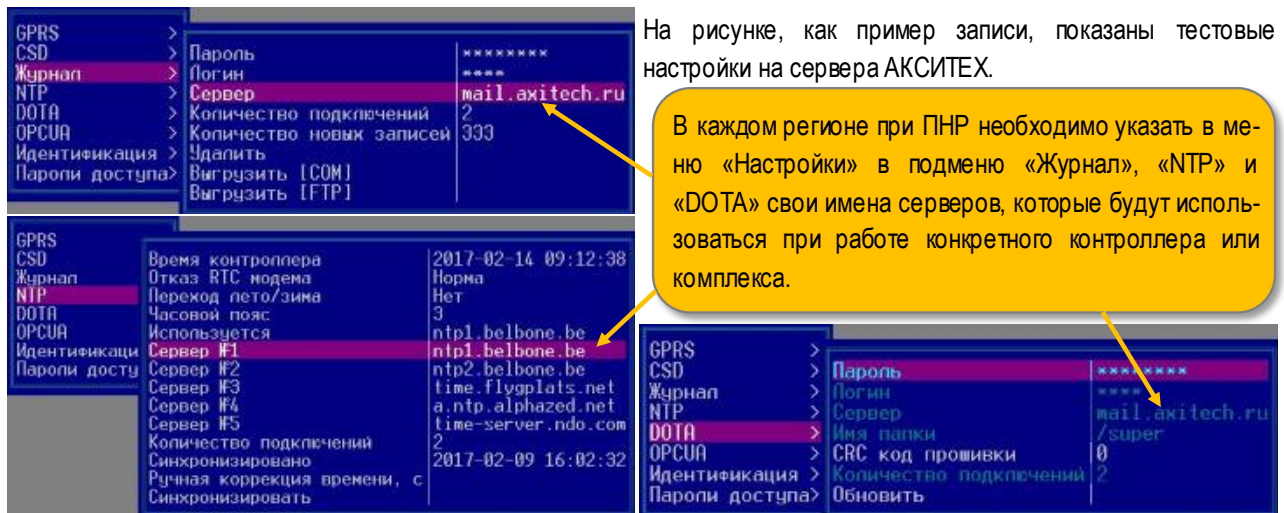 GPRS >
CSD >
Журнал >
NTP >
DOTA >
OPCUA >
Идентификация >
Пароли доступа>
Пароль ********
Логин ****
Сервер mail.axitech.ru
Количество подключений 2
Количество новых записей 333
Удалить
Выгрузить [COM]
Выгрузить [FTP]
На рисунке, как пример записи, показаны тестовые
настройки на сервера АКСИТЕХ.
В каждом регионе при ПНР необходимо указать в ме-
ню «Настройки» в подменю «Журнал», «NTP» и
«DOTA» свои имена серверов, которые будут исполь-
зоваться при работе конкретного контроллера или
комплекса.
GPRS
CSD
Журнал
NTP
DOTA
OPCUA
Идентификаци
Пароли досту
Время контроллера 2017-02-14 09:12:38
Отказ RTC модема Норма
Переход лето/зима Нет
Часовой пояс 3
Используется ntp1.belbone.be
Сервер №1 ntp1.belbone.be
Сервер №2 ntp2.belbone.be
Сервер №3 time.flygplats.net
Сервер №4 a.ntp.alphazed.net
Сервер №5 time-server.ndo.com
Количество подключений 2
Синхронизировано 2017-02-09 16:02:32
Ручная коррекция времени, с
Синхронизировать
GPRS >
CSD >
Журнал >
NTP >
DOTA >
OPCUA >
Идентификация >
Пароли доступа>
Пароль ********
Логин ****
Сервер mail.axitech.ru
Имя папки /super
CRC код прошивки 0
Количество подключений 2
Обновить